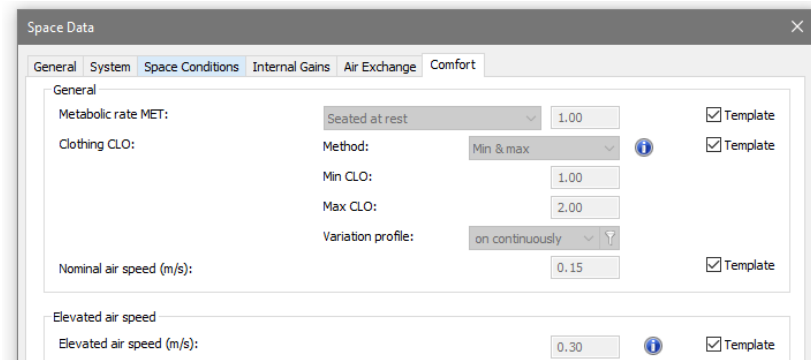 Space Data
General System Space Conditions Internal Gains Air Exchange Comfort
General
Metabolic rate MET: Seated at rest 1.00 Template
Clothing CLO: Method: Min & max Template
Min CLO: 1.00
Max CLO: 2.00
Variation profile: on continuously
Nominal air speed (m/s): 0.15 Template
Elevated air speed
Elevated air speed (m/s): 0.30 Template